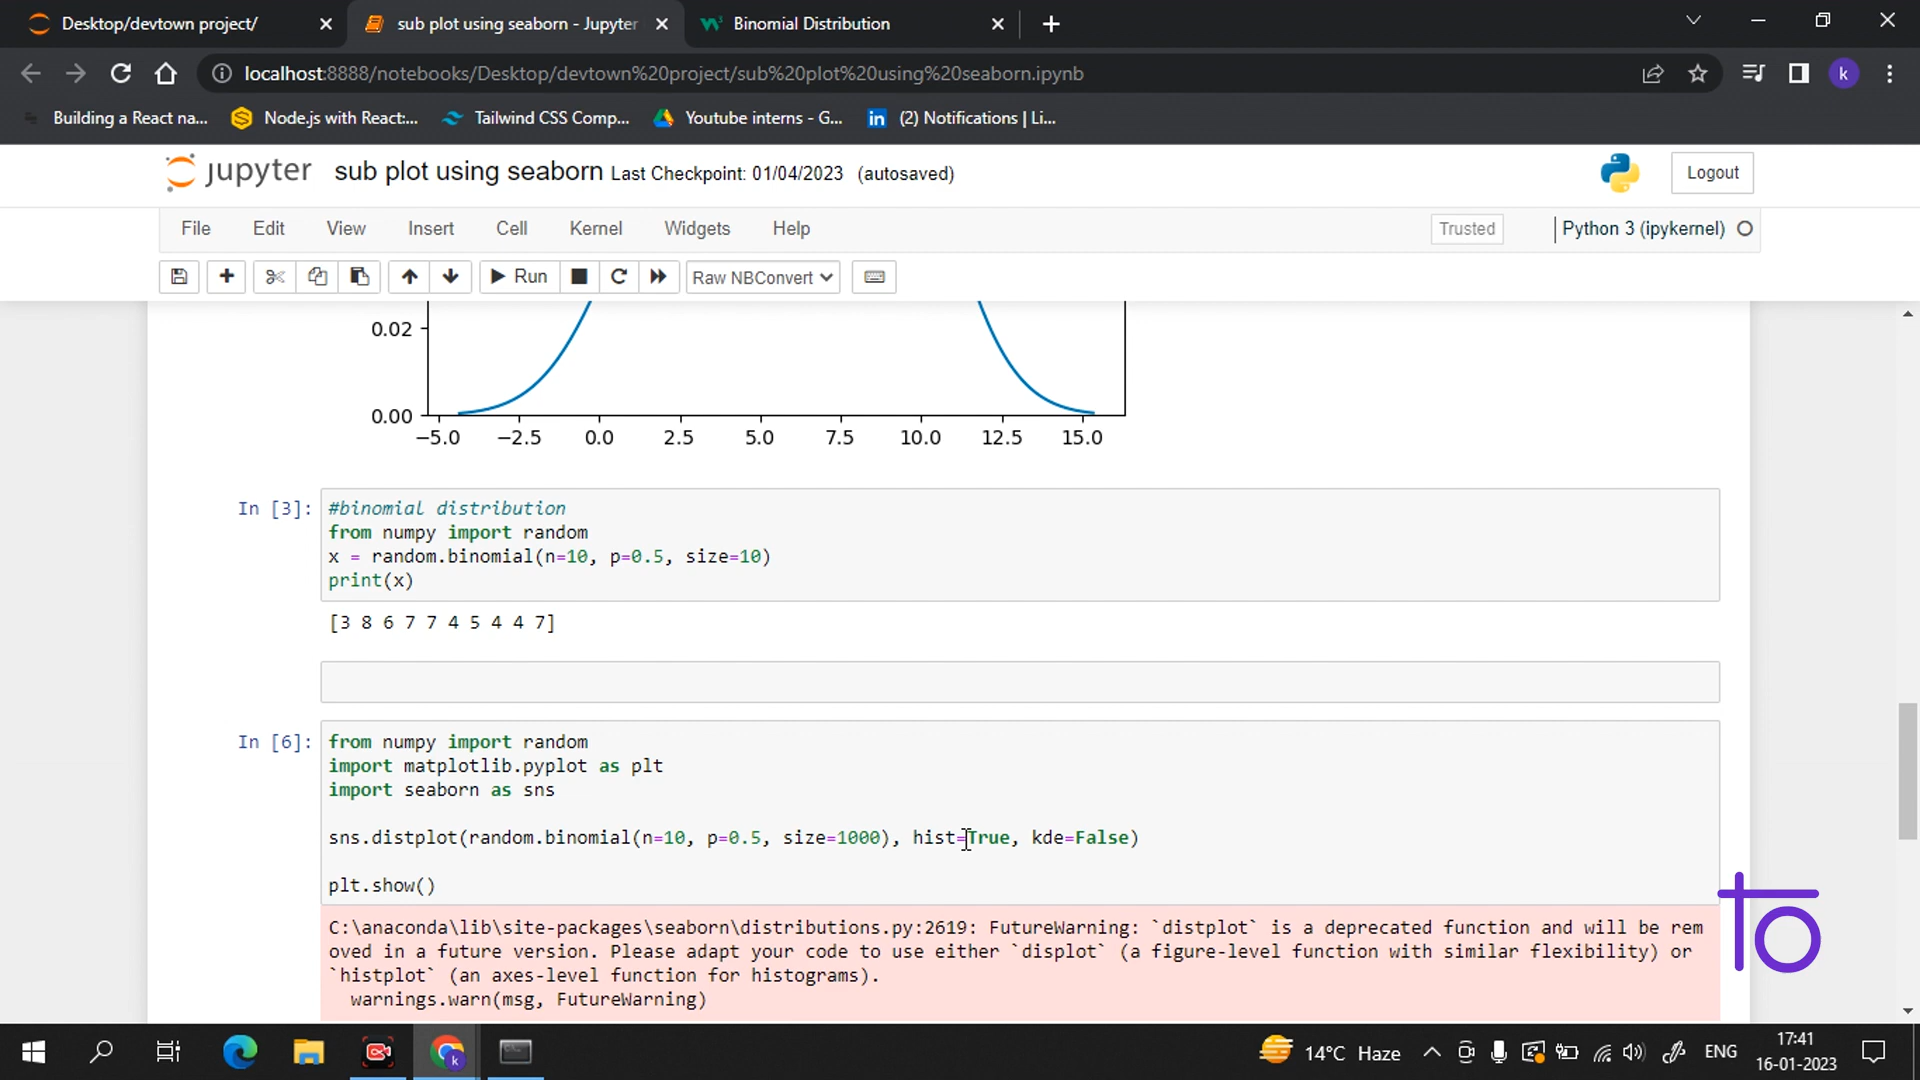 Desktop/devtown project/
sub plot using seaborn - Jupyter
Binomial Distribution
localhost:8888/notebooks/Desktop/devtown%20project/sub%20plot%20using%20seaborn.ipynb
k
Building a React na...
Node.js with React:...
Tailwind CSS Comp...
Youtube interns - G...
in
(2) Notifications | Li...
jupyter
sub plot using seaborn Last Checkpoint: 01/04/2023 (autosaved)
Logout
File Edit View Insert Cell Kernel Widgets Help
Trusted
Python 3 (ipykernel)
Run
Raw NBConvert
0.02
0.00
−5.0 −2.5 0.0 2.5 5.0 7.5 10.0 12.5 15.0
In [3]:
#binomial distribution
from numpy import random
x = random.binomial(n=10, p=0.5, size=10)
print(x)
[3 8 6 7 7 4 5 4 4 7]
In [6]:
from numpy import random
import matplotlib.pyplot as plt
import seaborn as sns
sns.distplot(random.binomial(n=10, p=0.5, size=1000), hist=True, kde=False)
plt.show()
C:\anaconda\lib\site-packages\seaborn\distributions.py:2619: FutureWarning: `distplot` is a deprecated function and will be rem
oved in a future version. Please adapt your code to use either `displot` (a figure-level function with similar flexibility) or
`histplot` (an axes-level function for histograms).
warnings.warn(msg, FutureWarning)
14°C Haze
ENG
17:41
16-01-2023